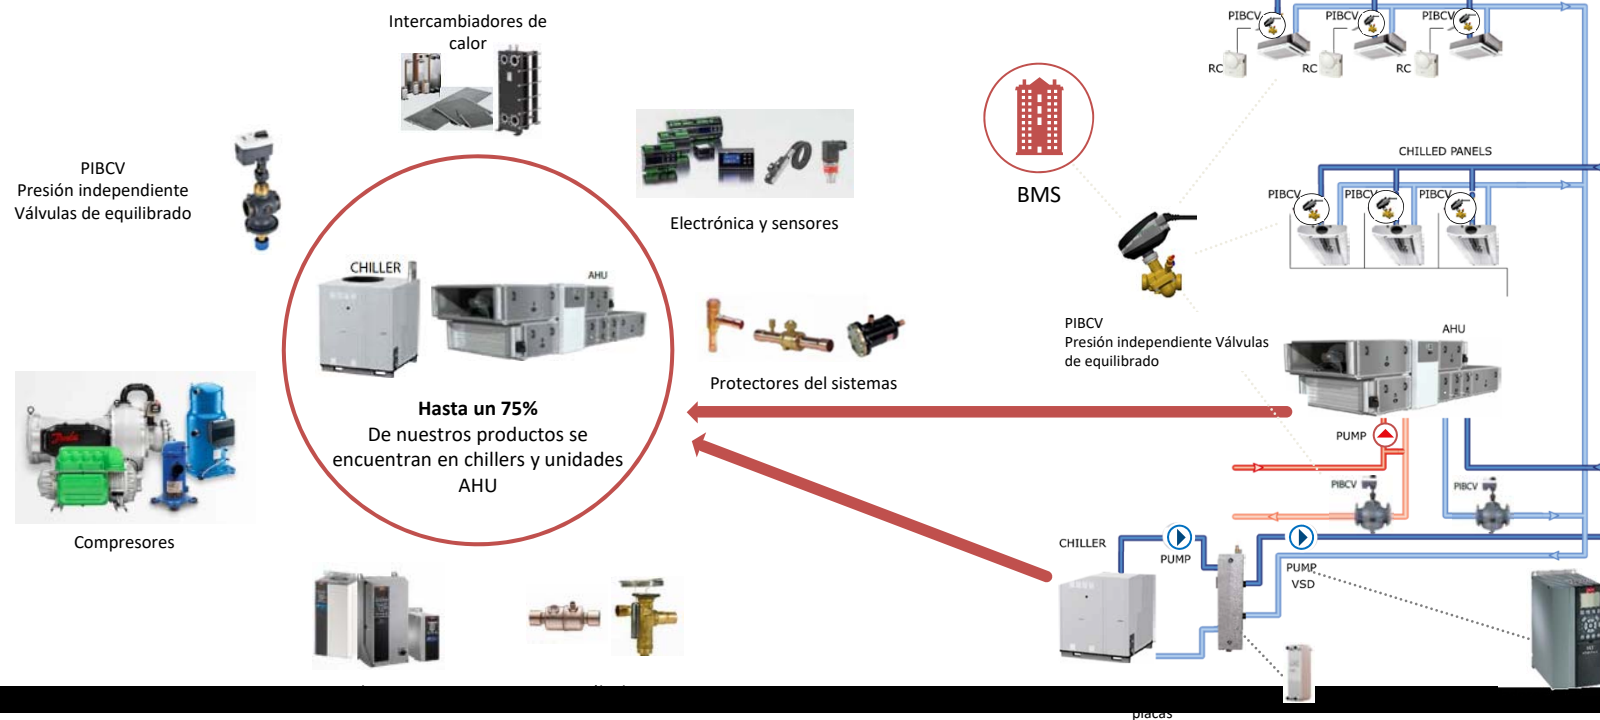 Intercambiadores de
calor
PIBCV
Presión independiente
Válvulas de equilibrado
Electrónica y sensores
CHILLER
AHU
Protectores del sistemas
Hasta un 75%
De nuestros productos se
encuentran en chillers y unidades
AHU
Danfoss
Compresores
BMS
PIBCV
PIBCV
PIBCV
RC
RC
RC
CHILLED PANELS
PIBCV
PIBCV
PIBCV
PIBCV
Presión independiente Válvulas
de equilibrado
AHU
PUMP
PIBCV
PIBCV
CHILLER
PUMP
PUMP
VSD
placas